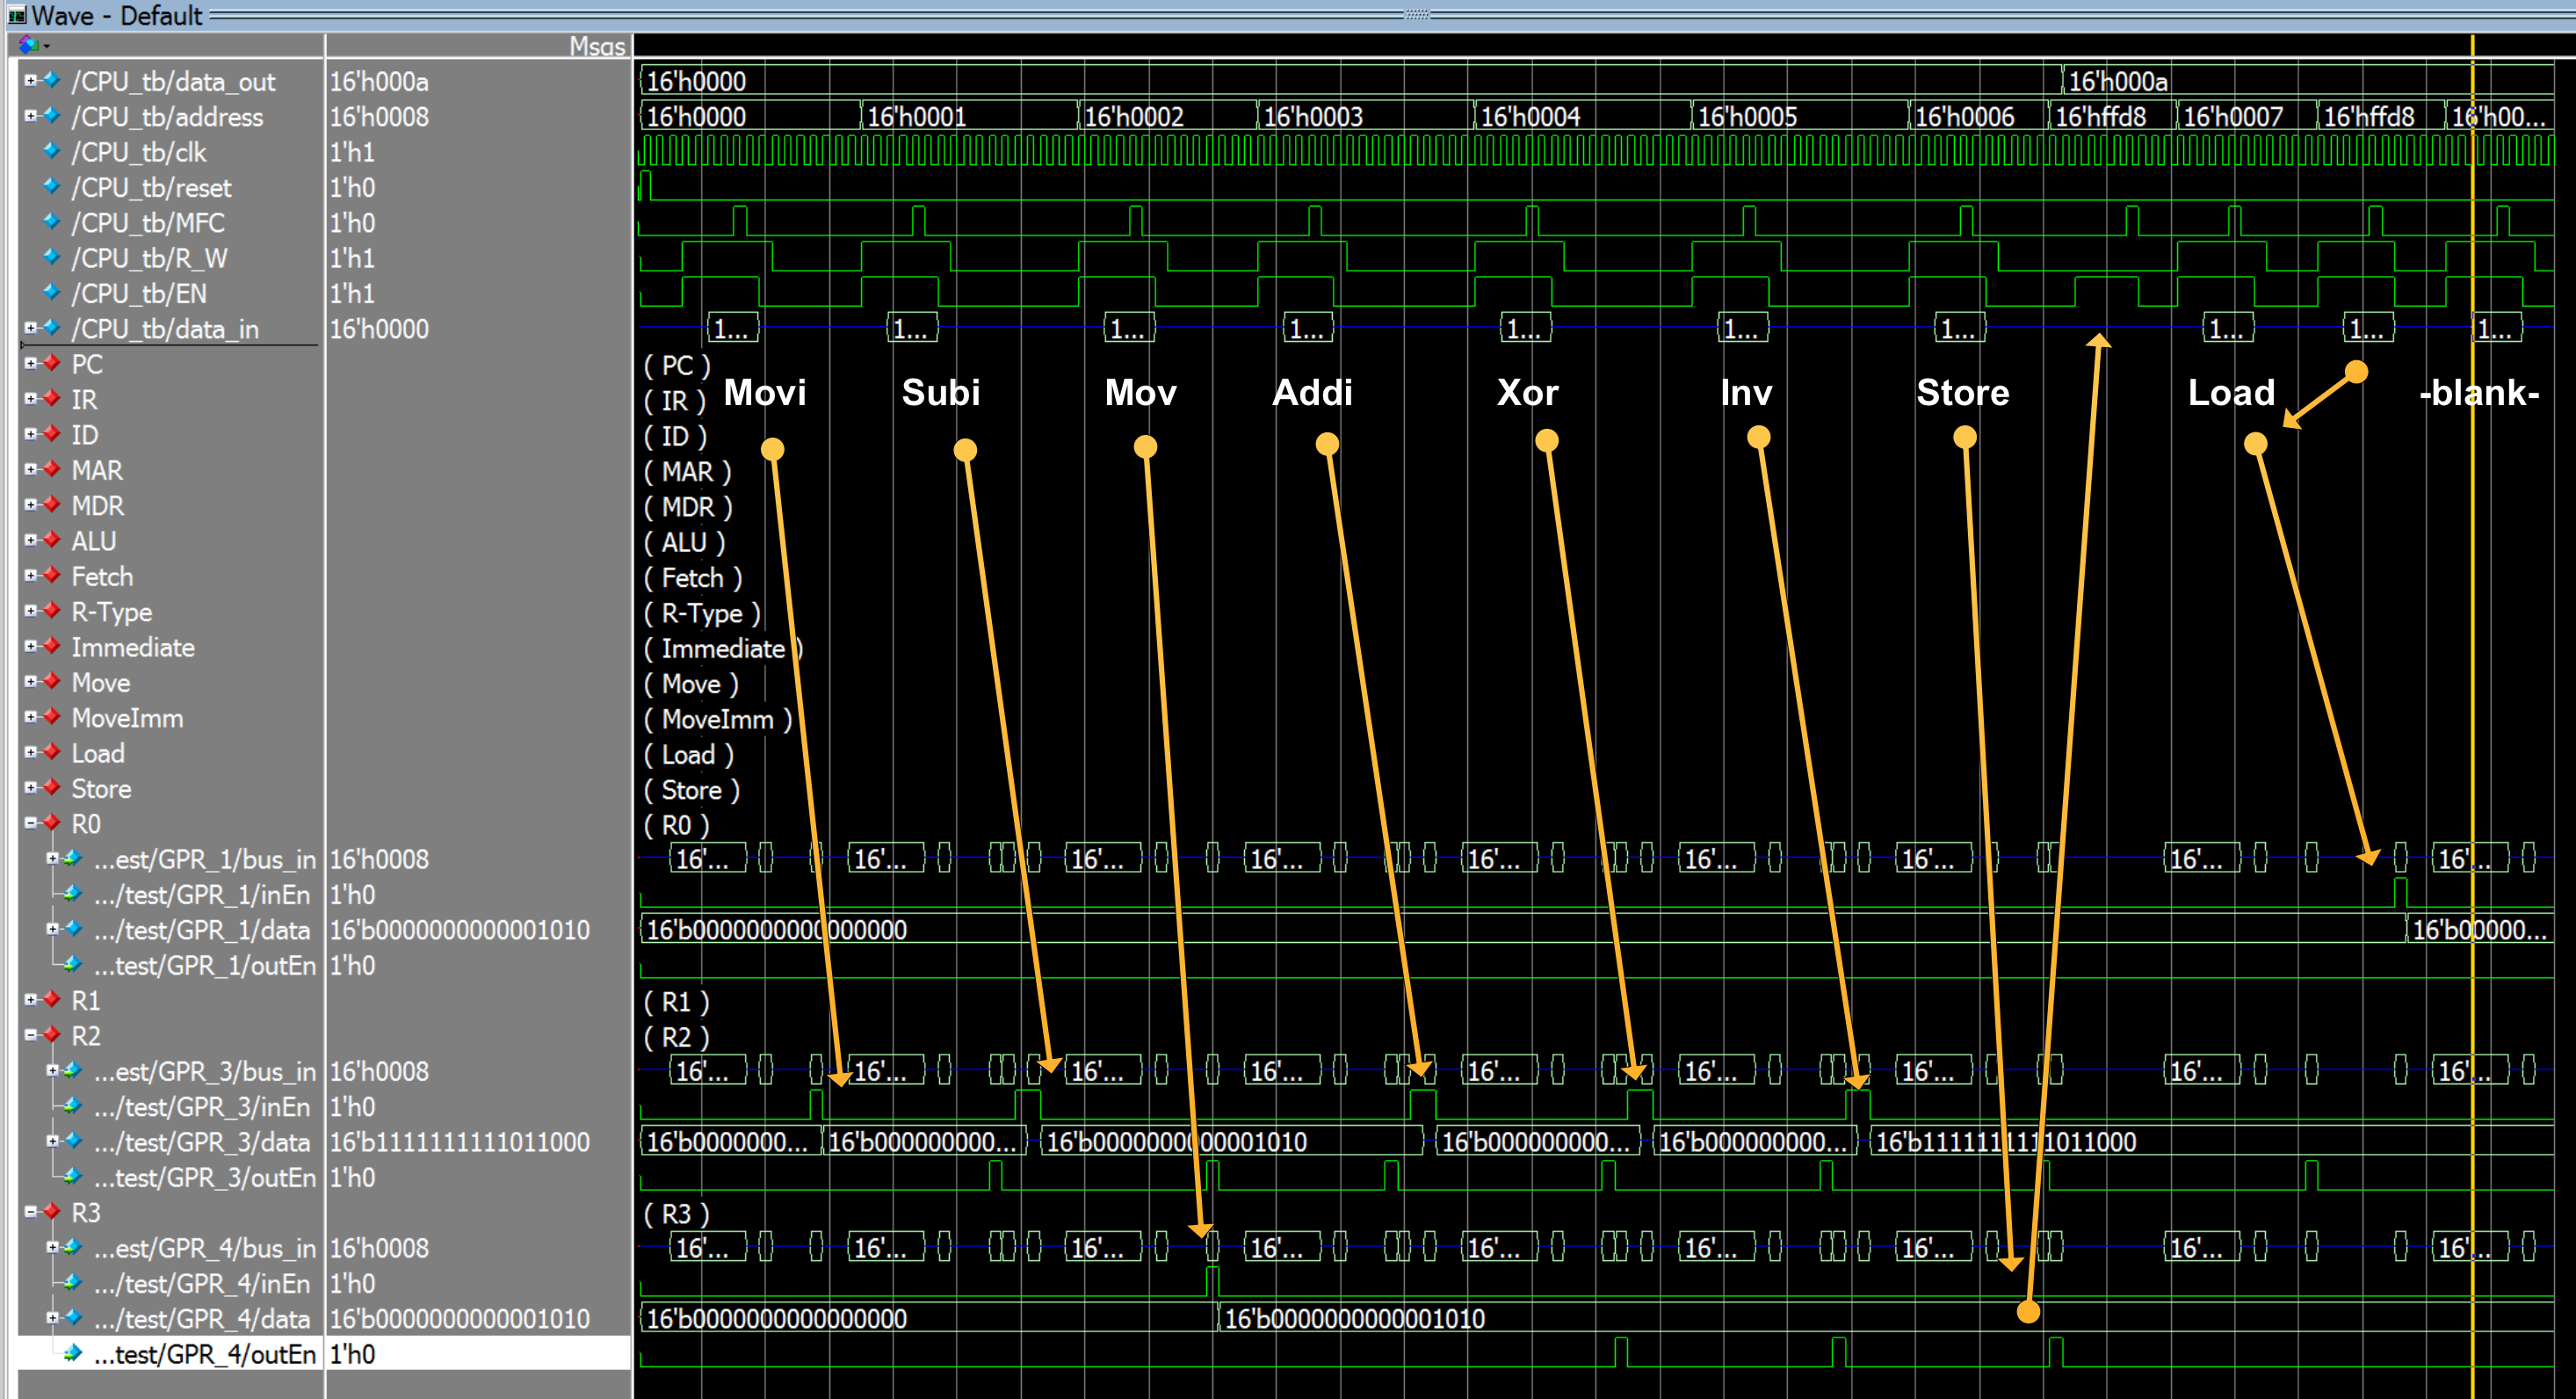 Wave - Default
Msgs
/CPU_tb/data_out 16'h000a 16'h0000 16'h000a
/CPU_tb/address 16'h0008 16'h0000 16'h0001 16'h0002 16'h0003 16'h0004 16'h0005 16'h0006 16'hffd8 16'h0007 16'hffd8 16'h00...
/CPU_tb/clk 1'h1
/CPU_tb/reset 1'h0
/CPU_tb/MFC 1'h0
/CPU_tb/R_W 1'h1
/CPU_tb/EN 1'h1
/CPU_tb/data_in 16'h0000 1... 1... 1... 1... 1... 1... 1... 1... 1... 1...
PC ( PC )
Movi Subi Mov Addi Xor Inv Store Load -blank-
IR ( IR )
ID ( ID )
MAR ( MAR )
MDR ( MDR )
ALU ( ALU )
Fetch ( Fetch )
R-Type ( R-Type )
Immediate ( Immediate )
Move ( Move )
MoveImm ( MoveImm )
Load ( Load )
Store ( Store )
R0 ( R0 )
...est/GPR_1/bus_in 16'h0008 16'... 16'... 16'... 16'... 16'... 16'... 16'... 16'... 16'...
.../test/GPR_1/inEn 1'h0
.../test/GPR_1/data 16'b0000000000001010 16'b0000000000000000 16'b00000...
...test/GPR_1/outEn 1'h0
R1 ( R1 )
R2 ( R2 )
...est/GPR_3/bus_in 16'h0008 16'... 16'... 16'... 16'... 16'... 16'... 16'... 16'... 16'...
.../test/GPR_3/inEn 1'h0
.../test/GPR_3/data 16'b1111111111011000 16'b0000000... 16'b000000000... 16'b0000000000001010 16'b000000000... 16'b000000000... 16'b1111111111011000
...test/GPR_3/outEn 1'h0
R3 ( R3 )
...est/GPR_4/bus_in 16'h0008 16'... 16'... 16'... 16'... 16'... 16'... 16'... 16'... 16'...
.../test/GPR_4/inEn 1'h0
.../test/GPR_4/data 16'b0000000000001010 16'b0000000000000000 16'b0000000000001010
...test/GPR_4/outEn 1'h0